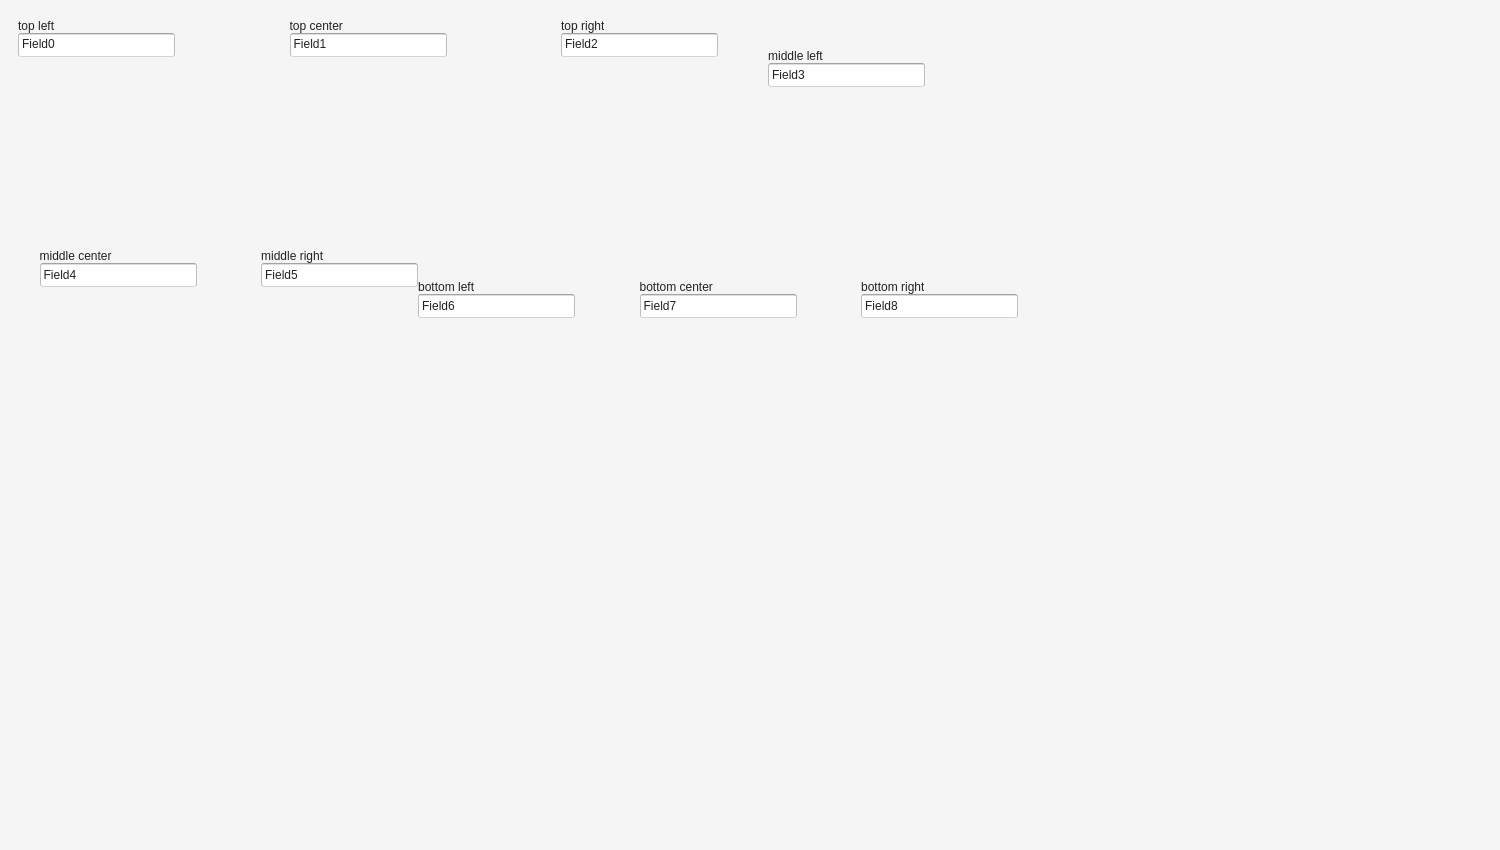 top left
Field0
top center
Field1
top right
Field2
middle left
Field3
middle center
Field4
middle right
Field5
bottom left
Field6
bottom center
Field7
bottom right
Field8